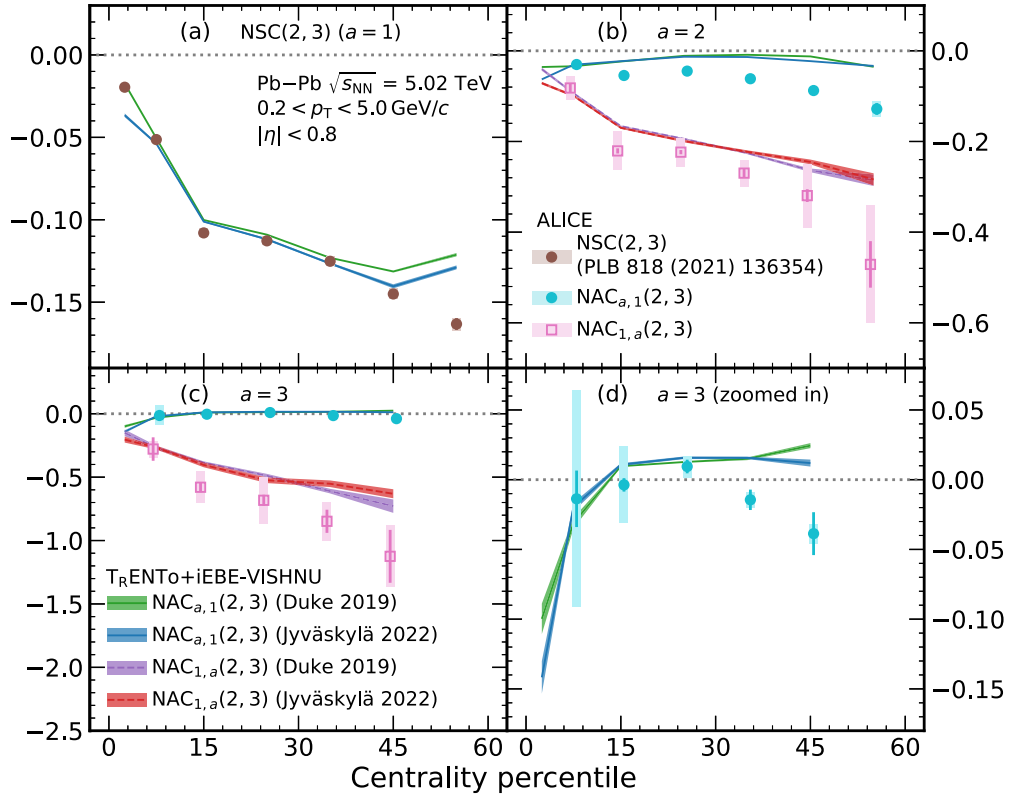 (a) NSC(2, 3) (a = 1)
Pb−Pb √sNN = 5.02 TeV
0.2 < pT < 5.0 GeV/c
|η| < 0.8
0.00
−0.05
−0.10
−0.15
(b) a = 2
0.0
−0.2
−0.4
−0.6
ALICE
NSC(2, 3)
(PLB 818 (2021) 136354)
NACa,1(2, 3)
NAC1,a(2, 3)
(c) a = 3
0.0
−0.5
−1.0
−1.5
−2.0
−2.5
TRENTo+iEBE-VISHNU
NACa,1(2, 3) (Duke 2019)
NACa,1(2, 3) (Jyväskylä 2022)
NAC1,a(2, 3) (Duke 2019)
NAC1,a(2, 3) (Jyväskylä 2022)
0 15 30 45 60
(d) a = 3 (zoomed in)
0.05
0.00
−0.05
−0.10
−0.15
0 15 30 45 60
Centrality percentile